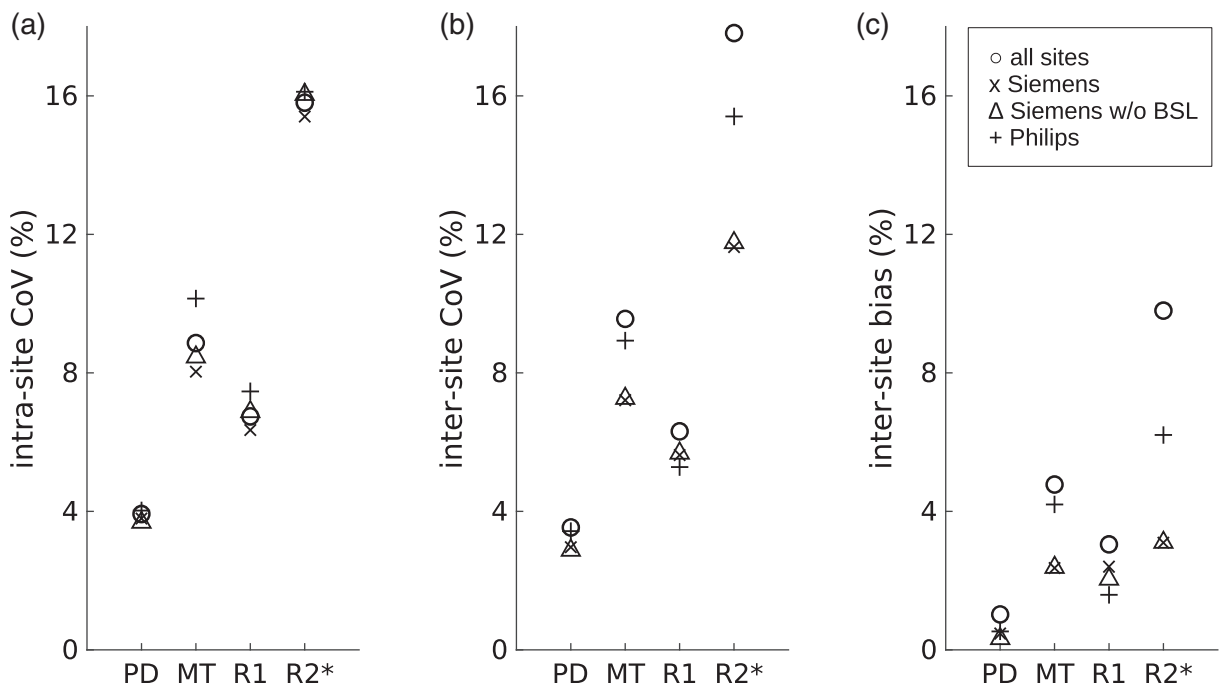 (a)
intra-site CoV (%)
16
12
8
4
0
PD MT R1 R2*
(b)
inter-site CoV (%)
16
12
8
4
0
PD MT R1 R2*
(c)
inter-site bias (%)
16
12
8
4
0
PD MT R1 R2*
○ all sites
x Siemens
Δ Siemens w/o BSL
+ Philips